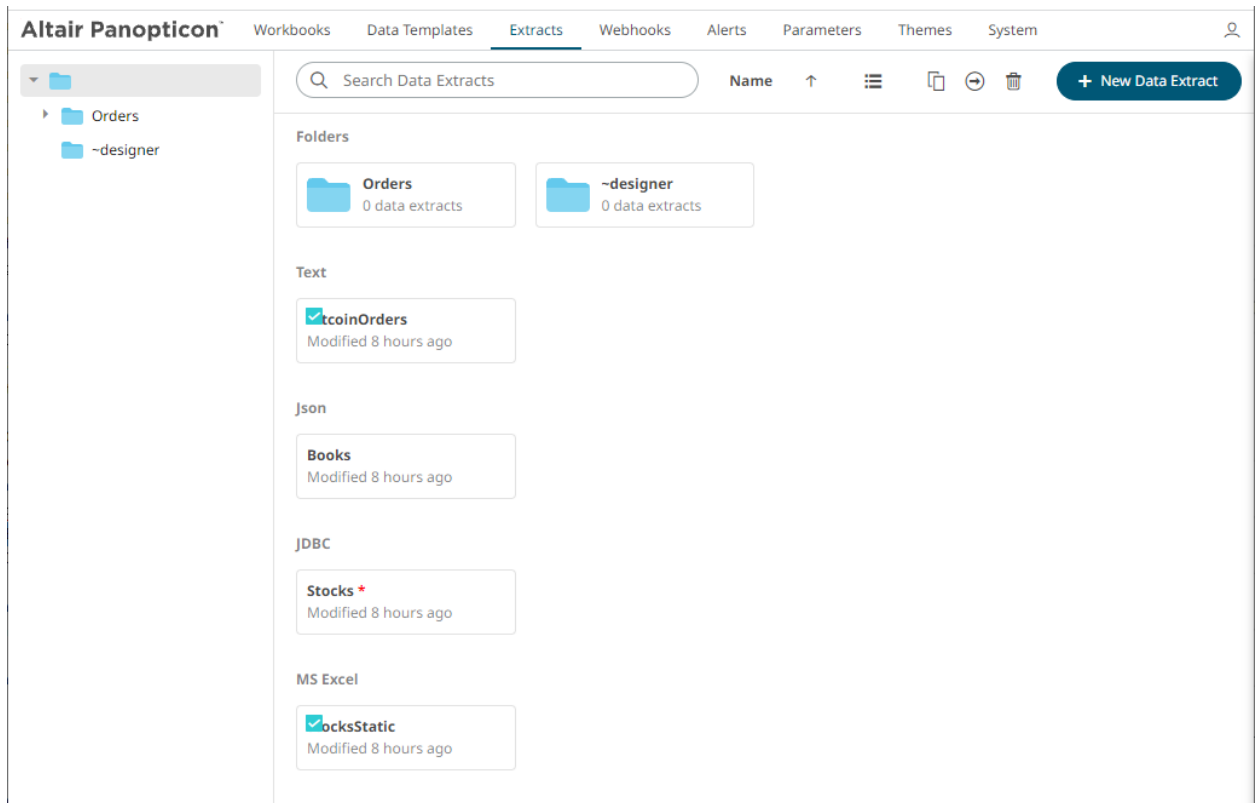 Altair Panopticon™ Workbooks Data Templates Extracts Webhooks Alerts Parameters Themes System
Orders
~designer
Search Data Extracts Name ↑ + New Data Extract
Folders
Orders
0 data extracts
~designer
0 data extracts
Text
tcoinOrders
Modified 8 hours ago
Json
Books
Modified 8 hours ago
JDBC
Stocks *
Modified 8 hours ago
MS Excel
ocksStatic
Modified 8 hours ago